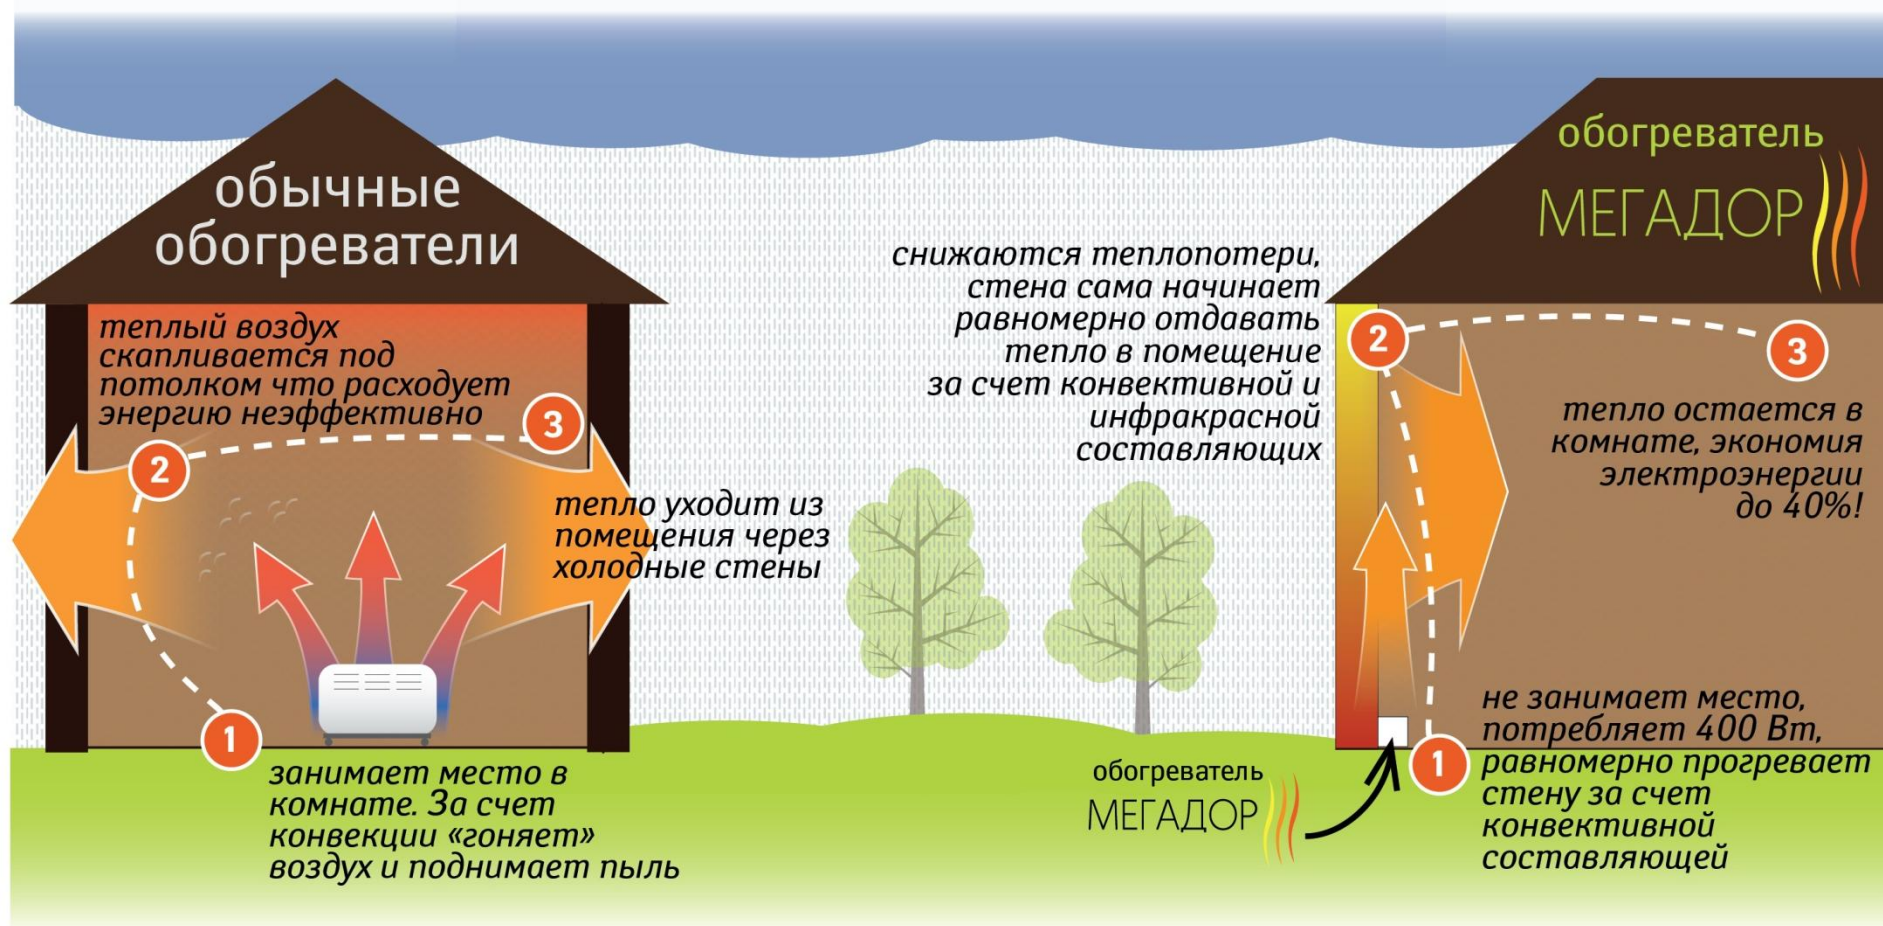 обычные
обогреватели
теплый воздух
скапливается под
потолком что расходует
энергию неэффективно
2
3
тепло уходит из
помещения через
холодные стены
1
занимает место в
комнате. За счет
конвекции «гоняет»
воздух и поднимает пыль
обогреватель
МЕГАДОР
снижаются теплопотери,
стена сама начинает
равномерно отдавать
тепло в помещение
за счет конвективной и
инфракрасной
составляющих
2
3
тепло остается в
комнате, экономия
электроэнергии
до 40%!
обогреватель
МЕГАДОР
1
не занимает место,
потребляет 400 Вт,
равномерно прогревает
стену за счет
конвективной
составляющей